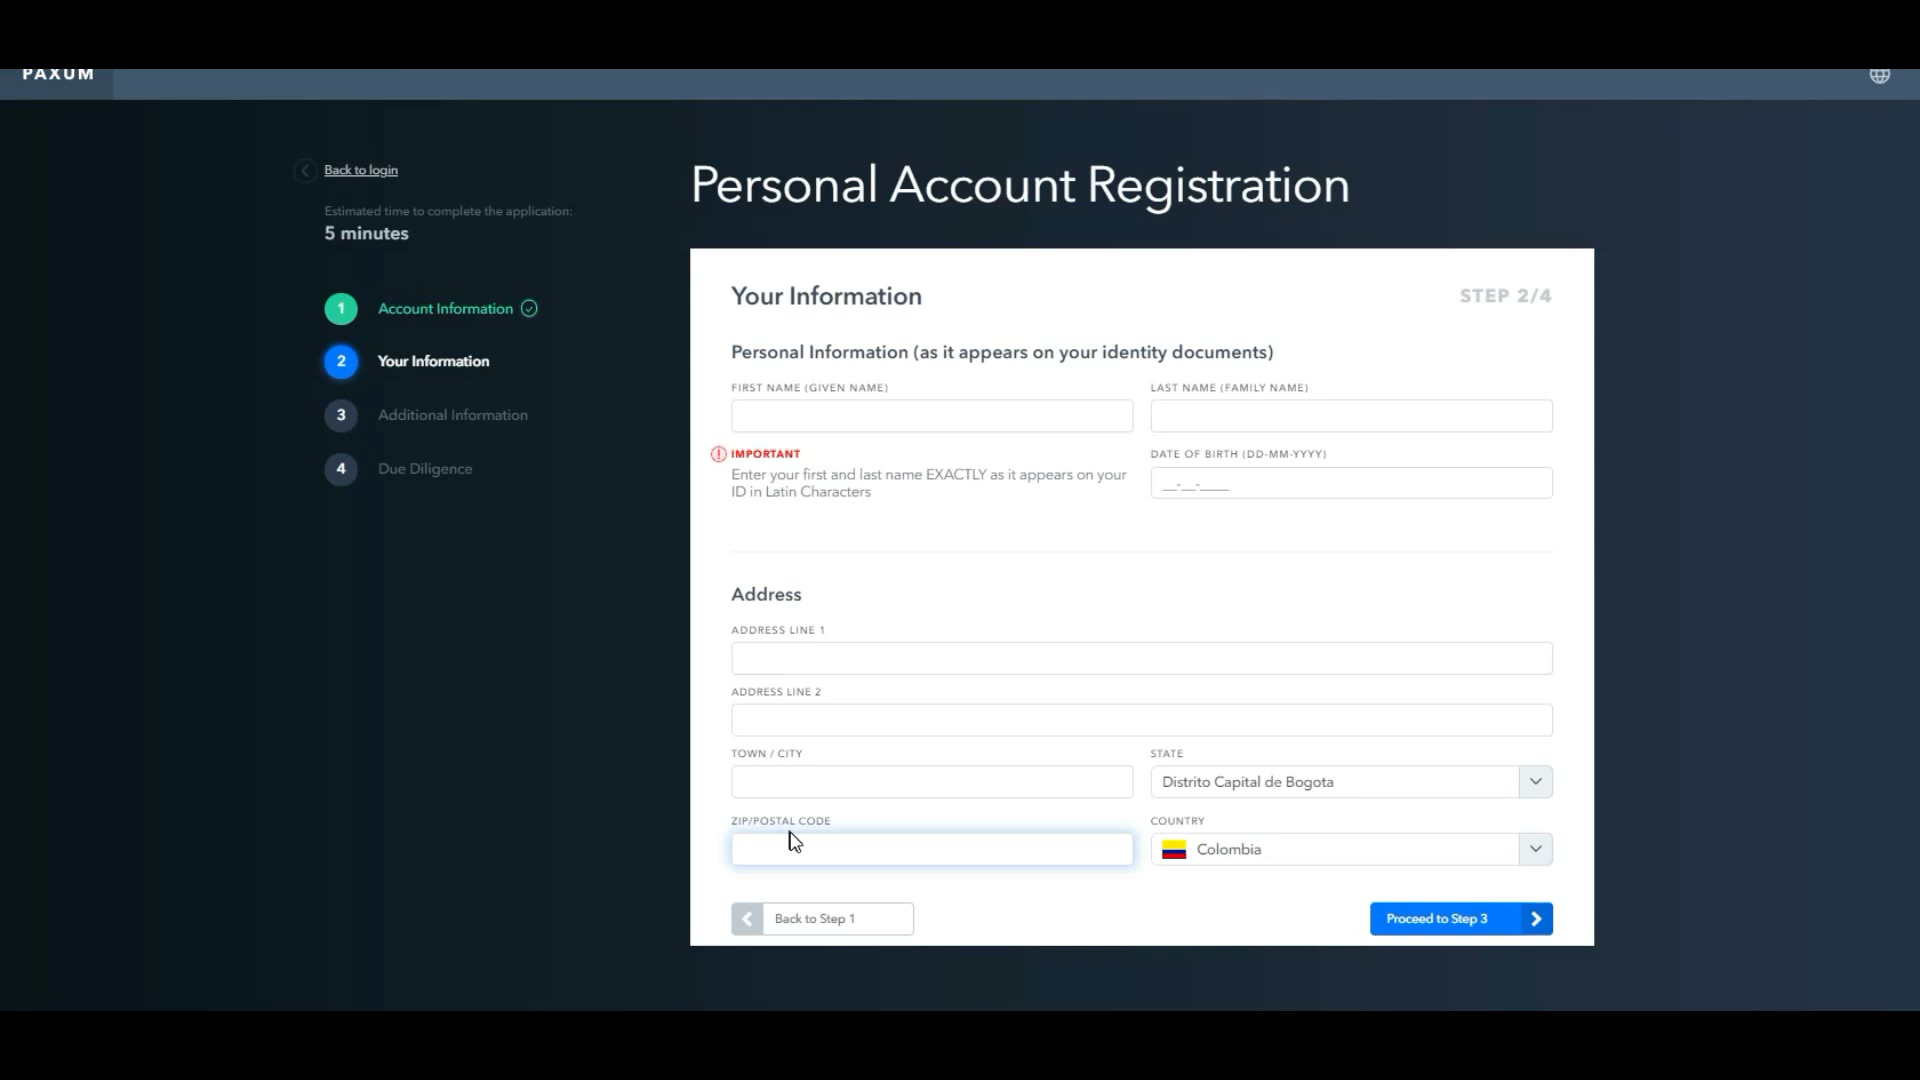 PAXUM
Back to login
Estimated time to complete the application:
5 minutes
1 Account Information
2 Your Information
3 Additional Information
4 Due Diligence
Personal Account Registration
Your Information
STEP 2/4
Personal Information (as it appears on your identity documents)
FIRST NAME (GIVEN NAME)
LAST NAME (FAMILY NAME)
IMPORTANT
Enter your first and last name EXACTLY as it appears on your
ID in Latin Characters
DATE OF BIRTH (DD-MM-YYYY)
__-__-____
Address
ADDRESS LINE 1
ADDRESS LINE 2
TOWN / CITY
STATE
Distrito Capital de Bogota
ZIP/POSTAL CODE
COUNTRY
Colombia
Back to Step 1
Proceed to Step 3